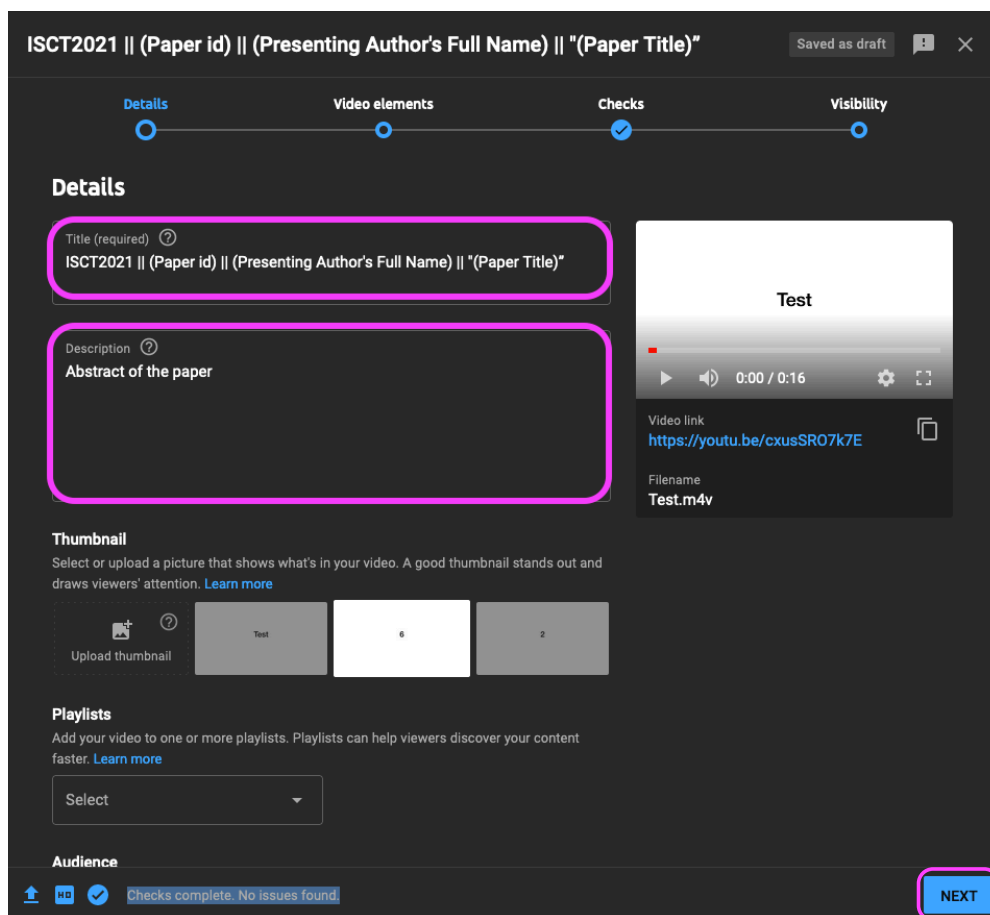 ISCT2021 || (Paper id) || (Presenting Author's Full Name) || "(Paper Title)”
Saved as draft
Details
Video elements
Checks
Visibility
Details
Title (required)
ISCT2021 || (Paper id) || (Presenting Author's Full Name) || "(Paper Title)”
Description
Abstract of the paper
Test
0:00 / 0:16
Video link
https://youtu.be/cxusSRO7k7E
Filename
Test.m4v
Thumbnail
Select or upload a picture that shows what's in your video. A good thumbnail stands out and
draws viewers' attention. Learn more
Upload thumbnail
Test
6
2
Playlists
Add your video to one or more playlists. Playlists can help viewers discover your content
faster. Learn more
Select
Audience
HD
Checks complete. No issues found.
NEXT